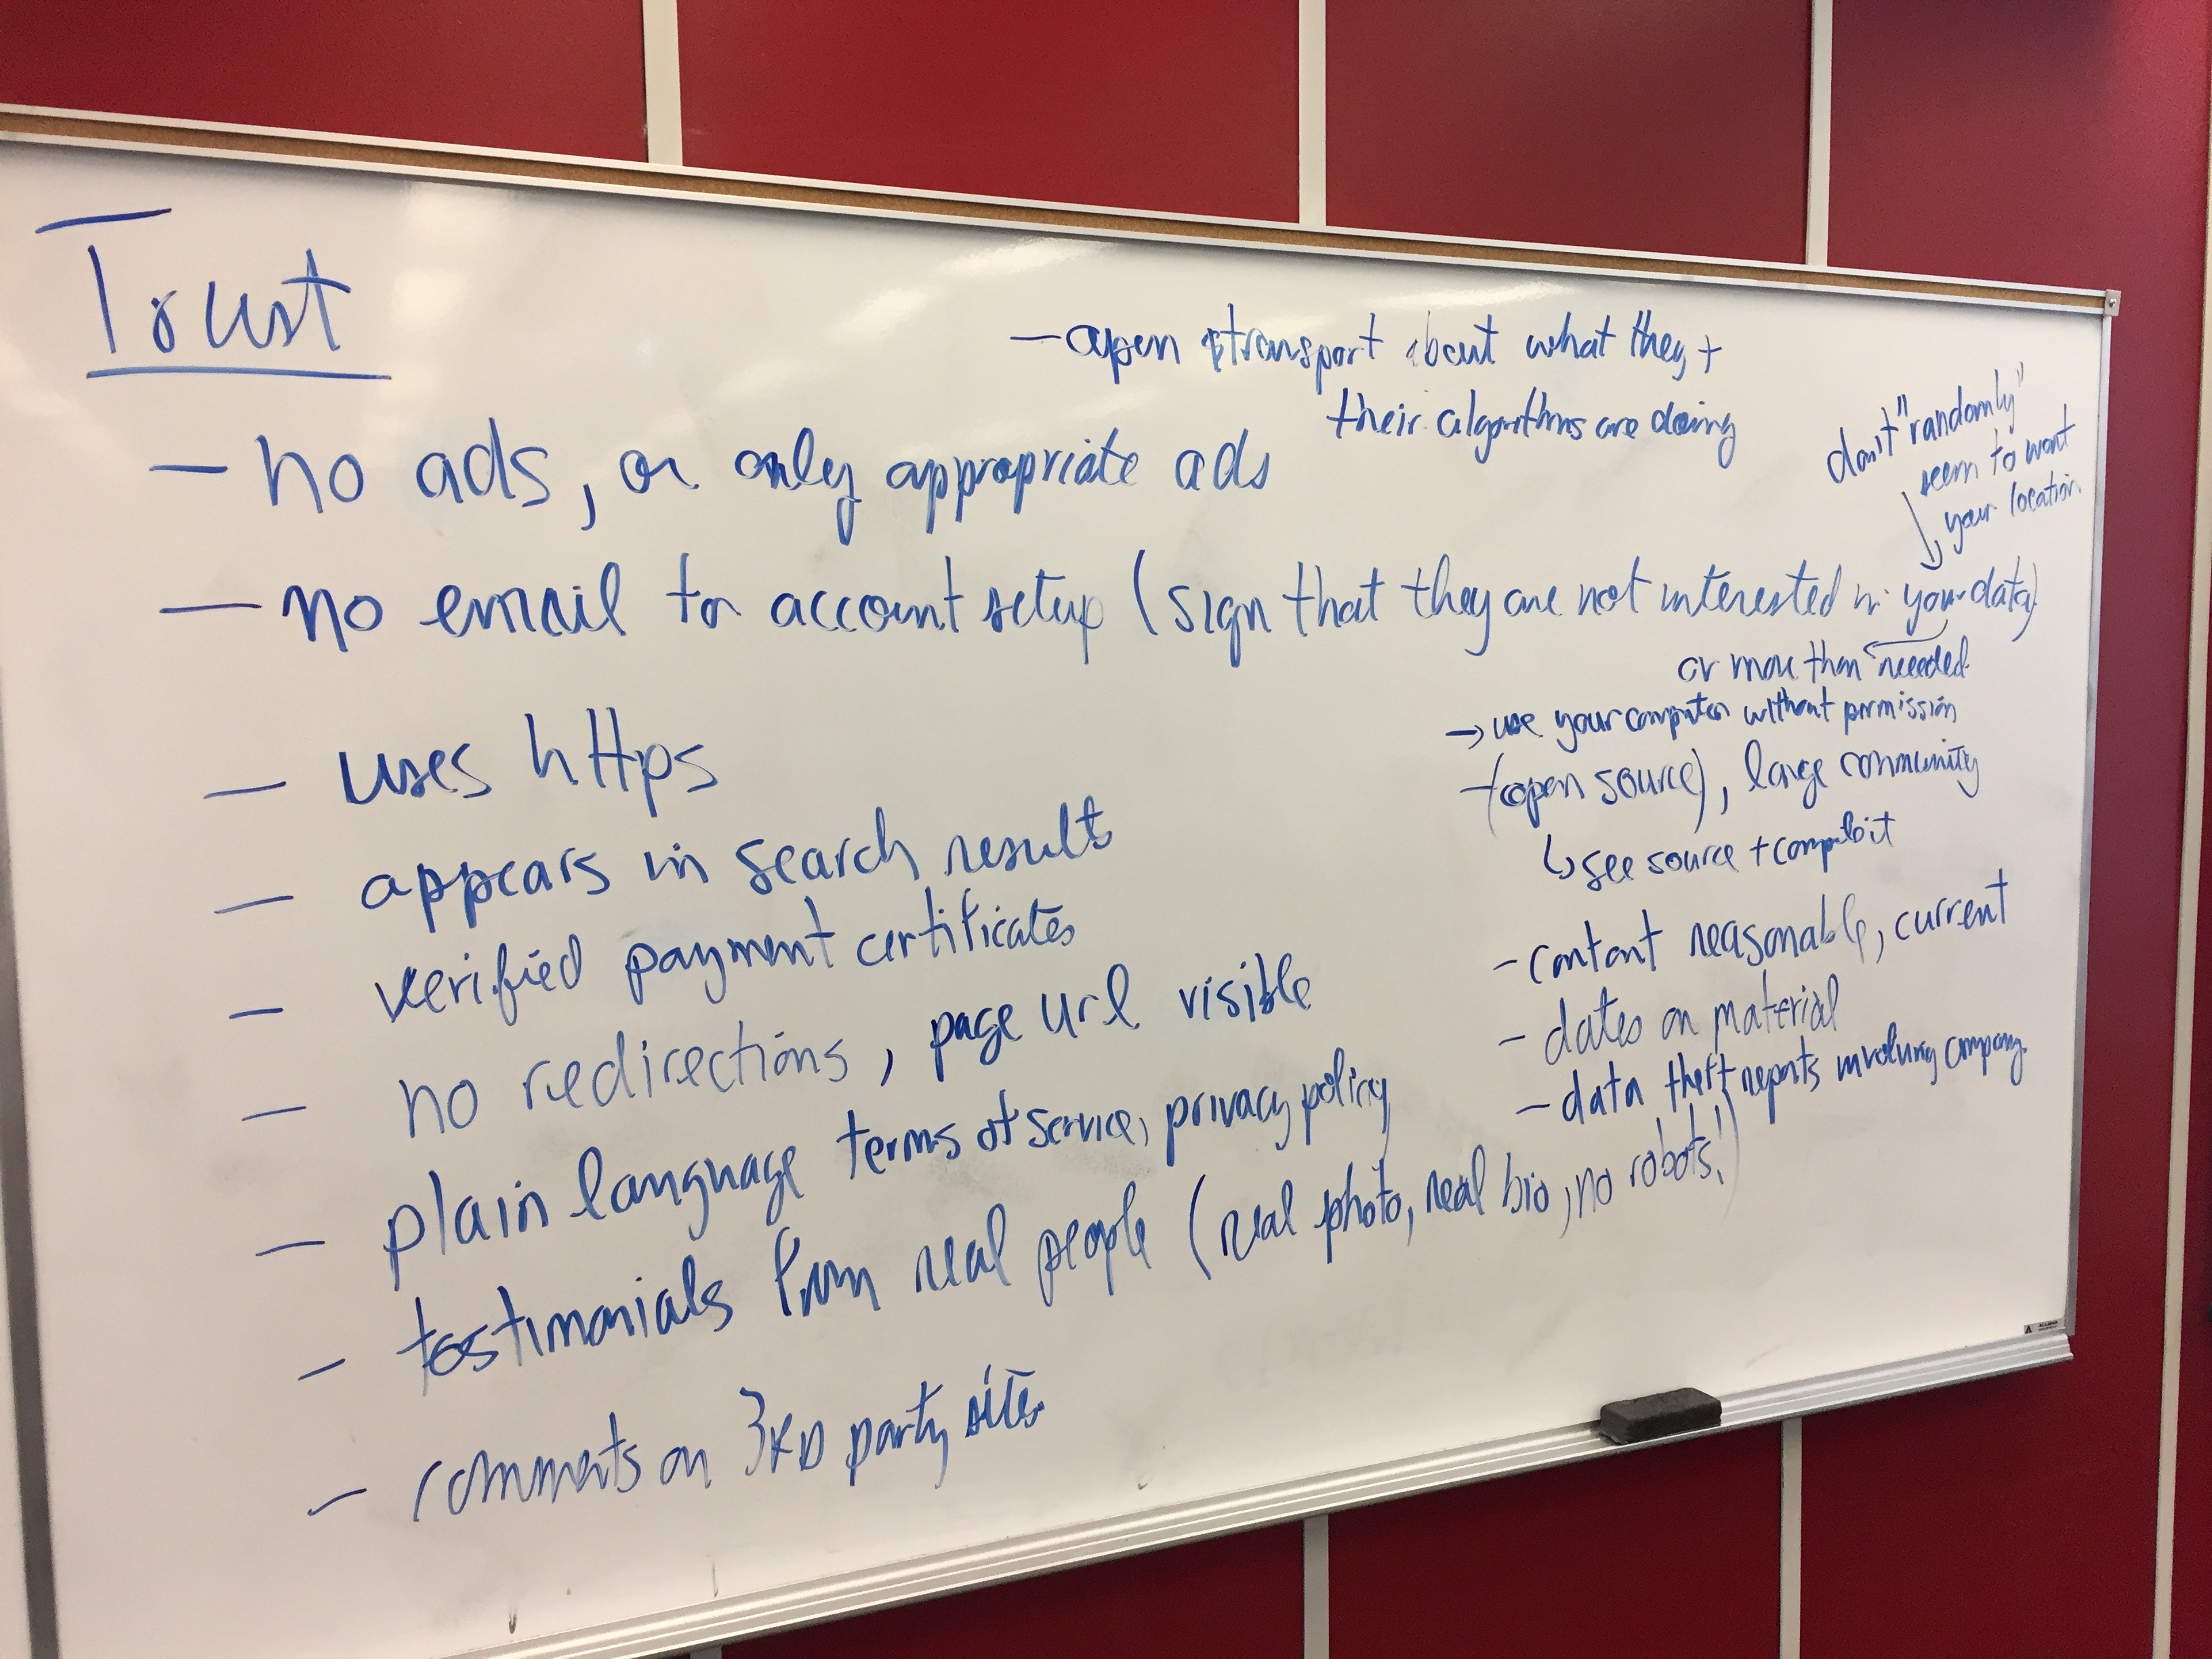 Trust
— open & transport about what they +
their algorithms are doing
— no ads, or only appropriate ads
don't "randomly"
seem to want
your location
— no email for account setup (sign that they are not interested in your data)
or more than needed
→ use your computer without permission
— (open source), large community
↳ see source + compile it
— uses https
— appears in search results
— verified payment certificates
— no redirections, page url visible
— plain language terms of service, privacy policy
— testimonials from real people (real photo, real bio, no robots!)
— comments on 3RD party sites
- content reasonable, current
- dates on material
- data theft reports involving company